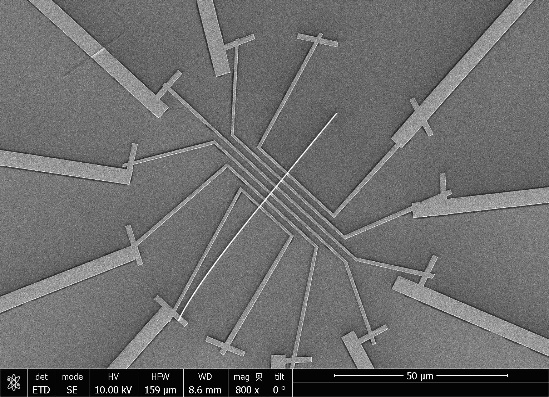 det mode HV HFW WD mag tilt 50 µm
ETD SE 10.00 kV 159 µm 8.6 mm 800 x 0 °